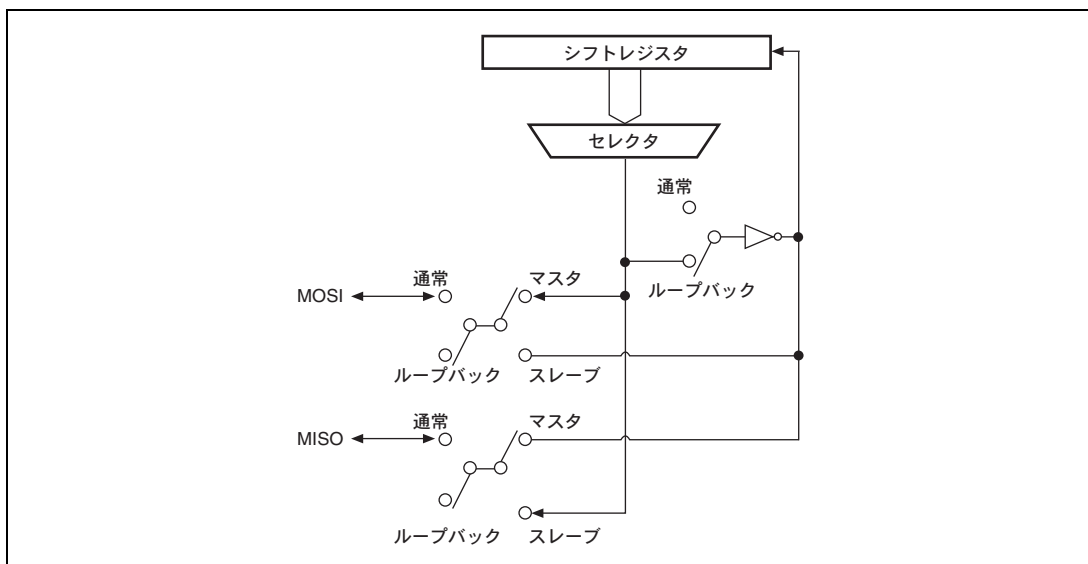 シフトレジスタ
セレクタ
通常
ループバック
通常 マスタ
MOSI
ループバック スレーブ
通常 マスタ
MISO
ループバック スレーブ